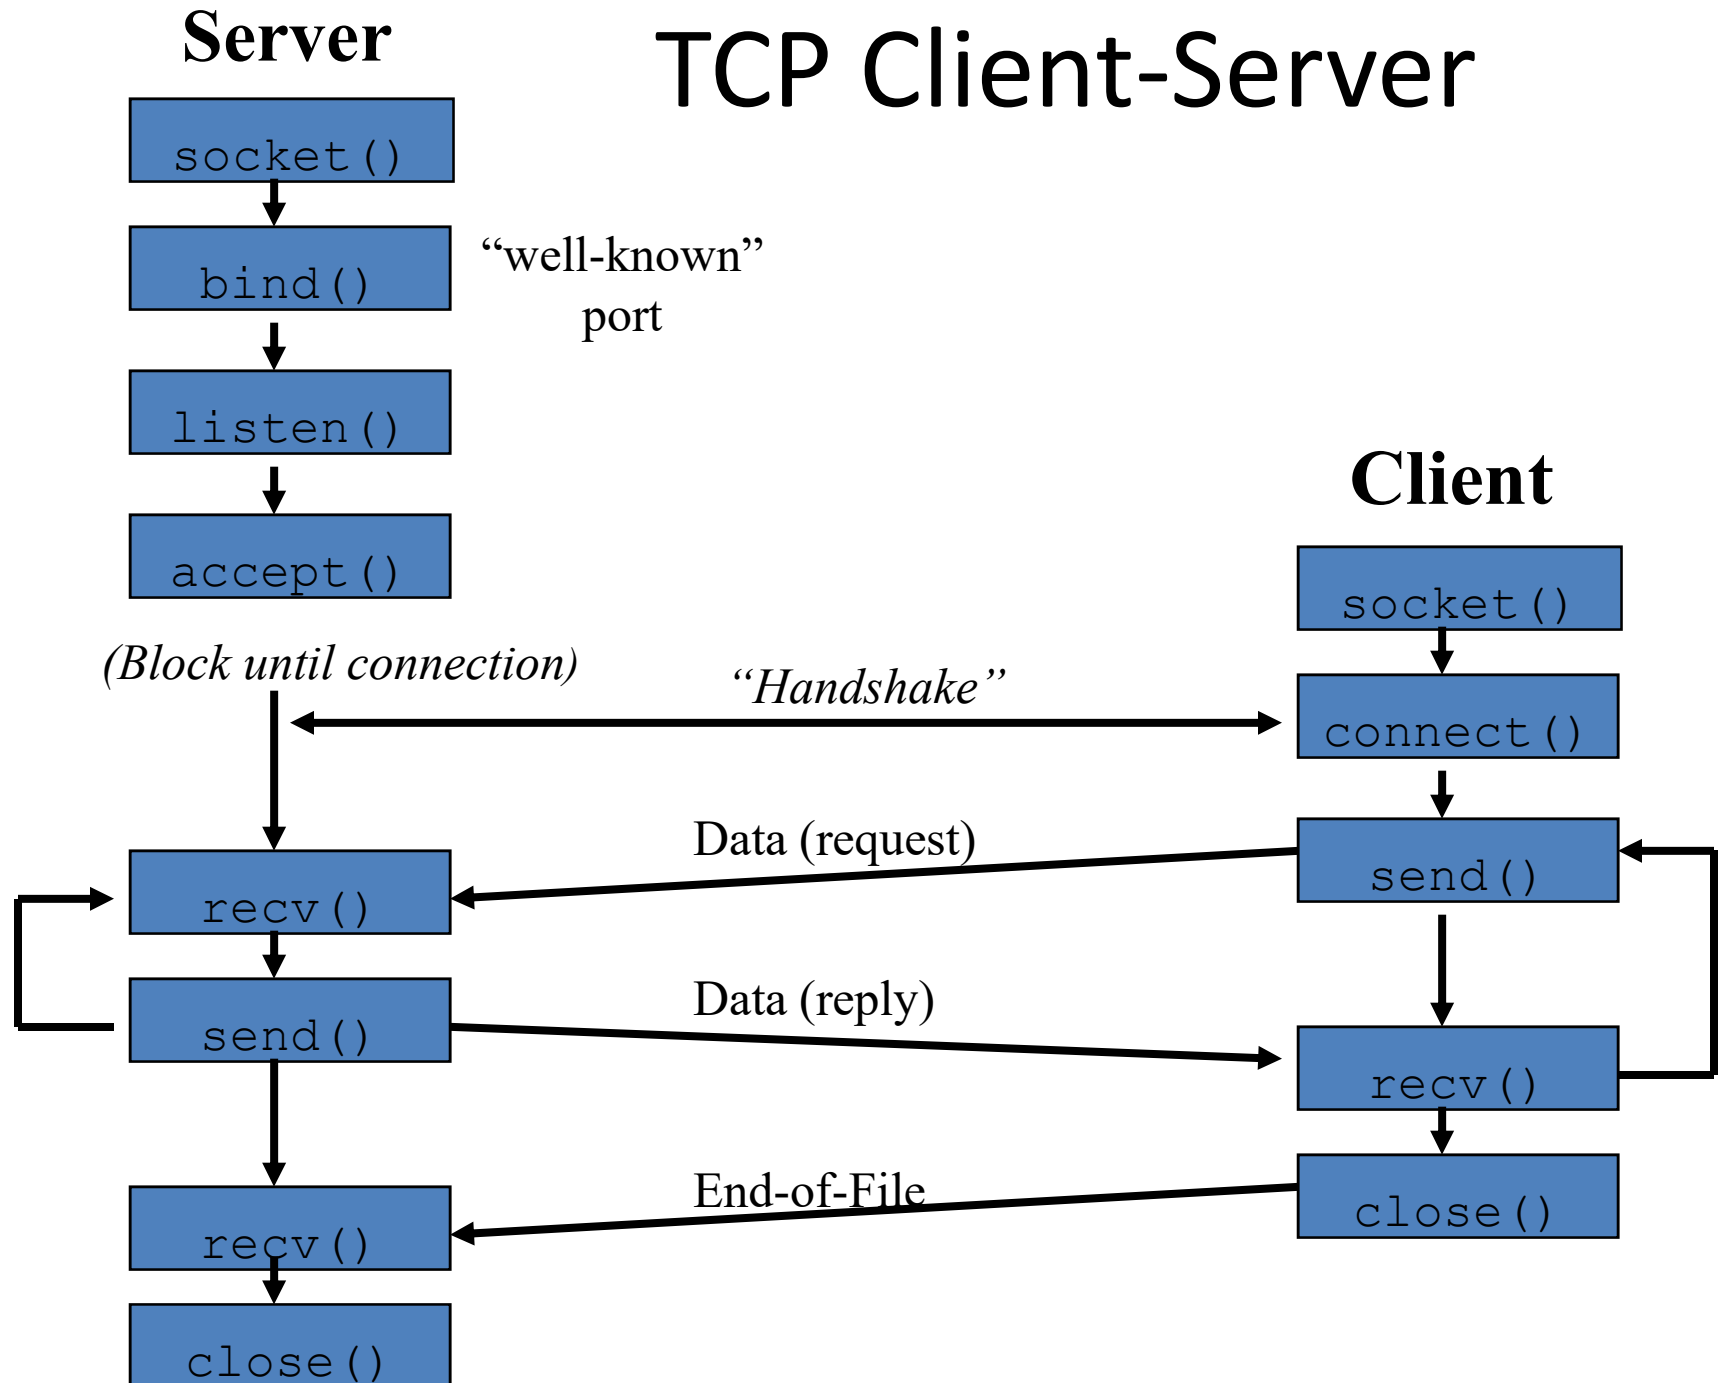 Server
TCP Client-Server
socket()
bind()
“well-known”
port
listen()
accept()
(Block until connection)
Client
socket()
“Handshake”
connect()
Data (request)
send()
recv()
Data (reply)
send()
recv()
End-of-File
close()
recv()
close()